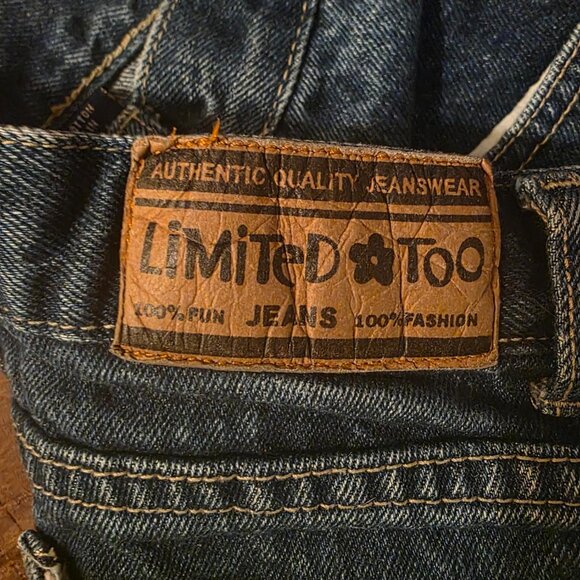 AUTHENTIC QUALITY JEANSWEAR
LiMiTeD TOO
100% FUN JEANS 100% FASHION